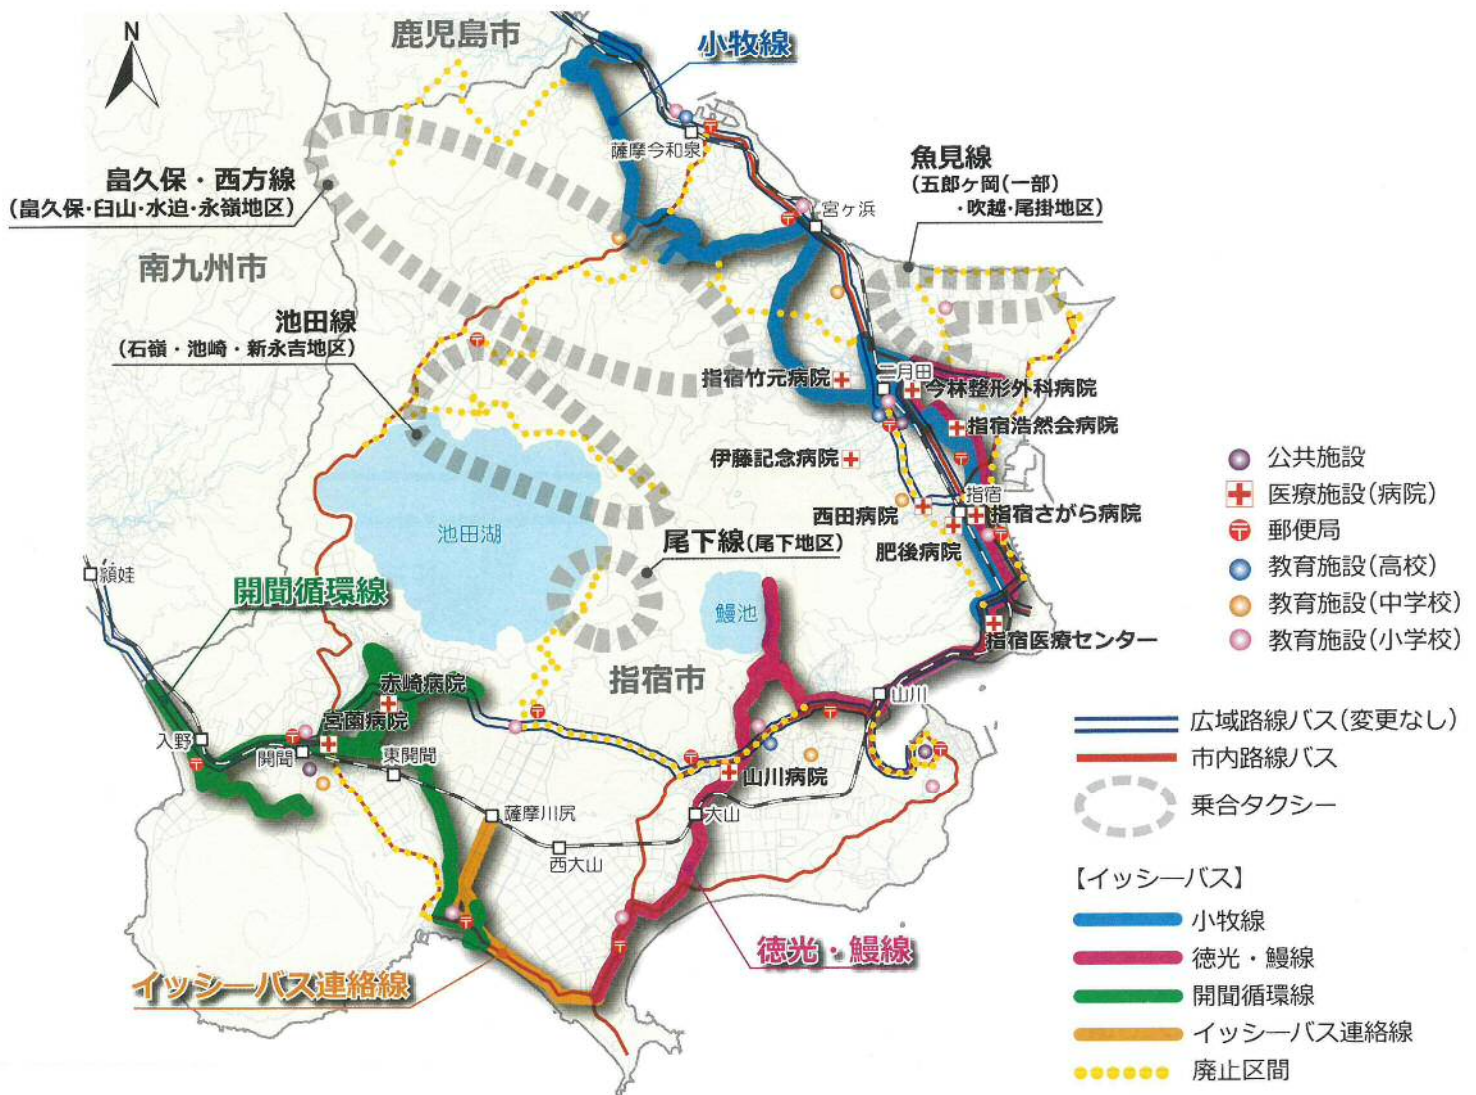 N
鹿児島市
小牧線
薩摩今和泉
畠久保・西方線
(畠久保・臼山・水迫・永嶺地区)
魚見線
(五郎ヶ岡(一部)
・吹越・尾掛地区)
宮ヶ浜
南九州市
池田線
(石嶺・池崎・新永吉地区)
指宿竹元病院
二月田
今林整形外科病院
指宿浩然会病院
伊藤記念病院
指宿
西田病院
指宿さがら病院
肥後病院
池田湖
尾下線(尾下地区)
頴娃
開聞循環線
鰻池
指宿医療センター
指宿市
赤崎病院
宮薗病院
山川
入野
開聞
東開聞
山川病院
薩摩川尻
大山
西大山
徳光・鰻線
イッシーバス連絡線
公共施設
医療施設(病院)
郵便局
教育施設(高校)
教育施設(中学校)
教育施設(小学校)
広域路線バス(変更なし)
市内路線バス
乗合タクシー
【イッシーバス】
小牧線
徳光・鰻線
開聞循環線
イッシーバス連絡線
廃止区間